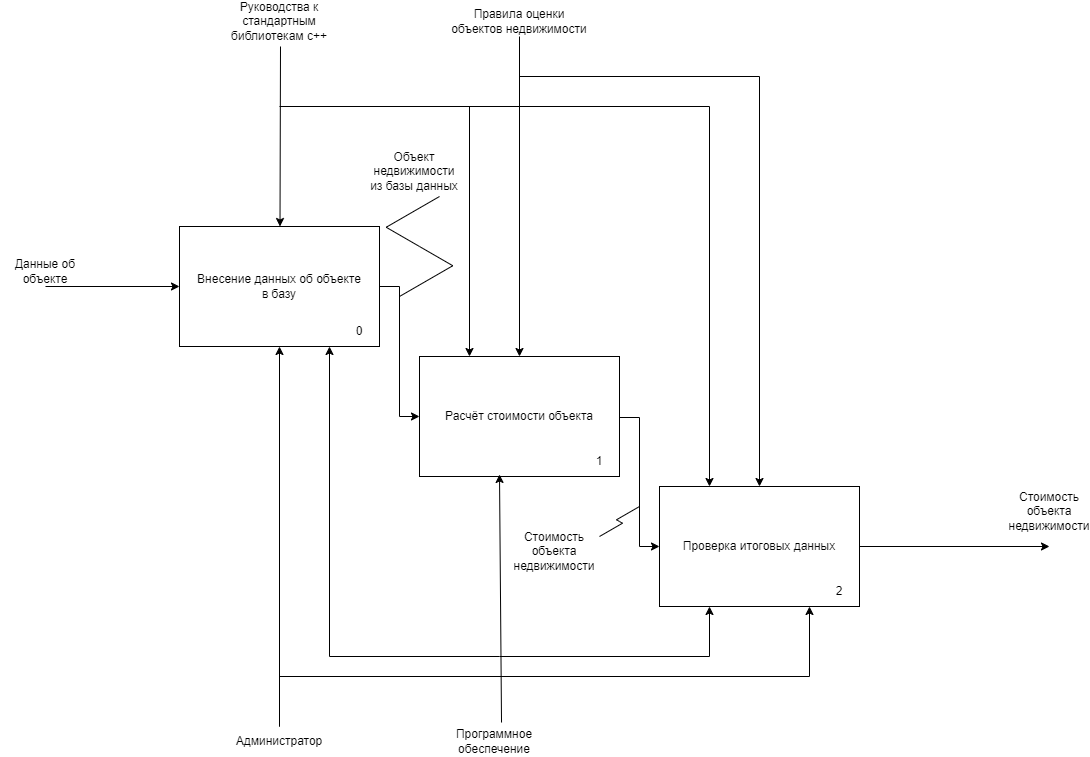 Руководства к
стандартным
библиотекам c++
Правила оценки
объектов недвижимости
Объект
недвижимости
из базы данных
Данные об
объекте
Внесение данных об объекте
в базу
0
Расчёт стоимости объекта
1
Стоимость
объекта
недвижимости
Проверка итоговых данных
2
Стоимость
объекта
недвижимости
Администратор
Программное
обеспечение